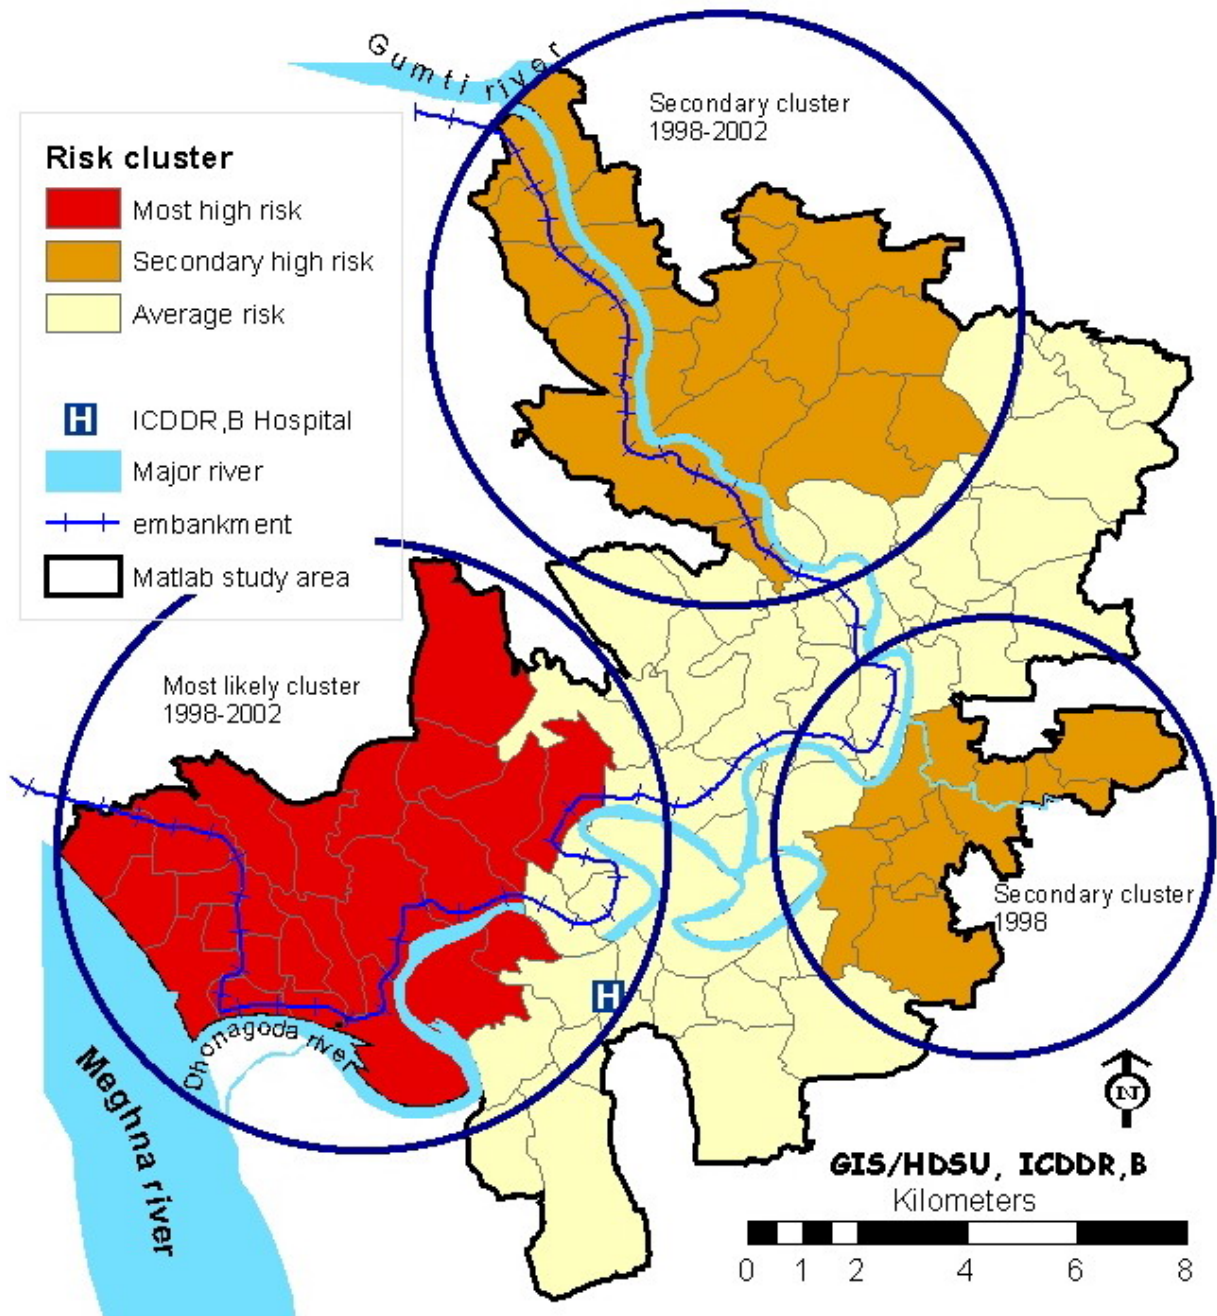 Gumti river
Secondary cluster
1998-2002
Risk cluster
Most high risk
Secondary high risk
Average risk
H
ICDDR,B Hospital
Major river
embankment
Matlab study area
Most likely cluster
1998-2002
Secondary cluster
1998
H
Dhonagoda river
Meghna river
N
GIS/HDSU, ICDDR,B
Kilometers
0 1 2 4 6 8